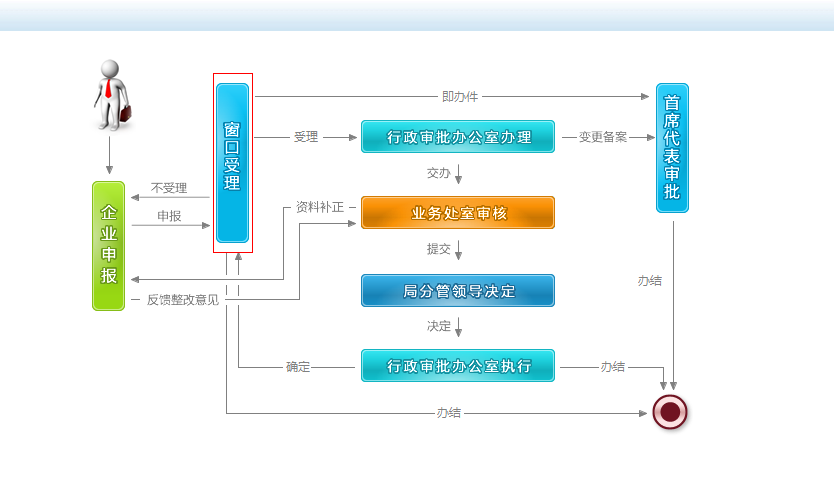 即办件
窗口受理
首席代表审批
受理
行政审批办公室办理
变更备案
交办
不受理
企业申报
资料补正
业务处室审核
申报
提交
办结
局分管领导决定
反馈整改意见
决定
确定
行政审批办公室执行
办结
办结